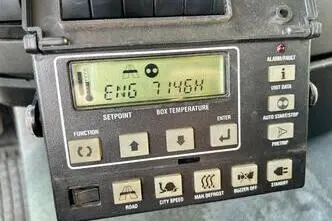 ALARM/FAULT
ENG 7146H
UNIT DATA
SETPOINT BOX TEMPERATURE
AUTO START/STOP
FUNCTION
ENTER
PRETRIP
ROAD
CITY SPEED
MAN.DEFROST
BUZZER OFF
STANDBY